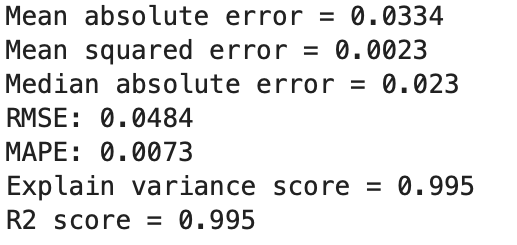 Mean absolute error = 0.0334
Mean squared error = 0.0023
Median absolute error = 0.023
RMSE: 0.0484
MAPE: 0.0073
Explain variance score = 0.995
R2 score = 0.995